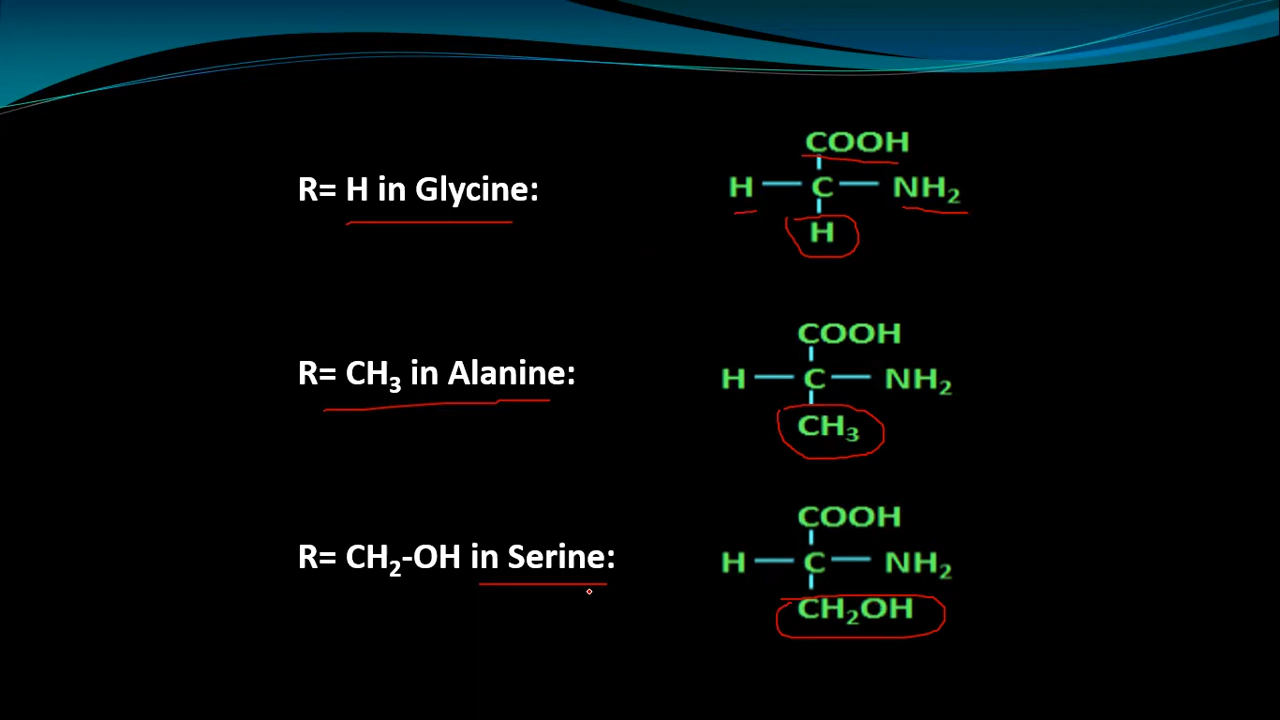 R= H in Glycine:
COOH
H — C — NH₂
H
R= CH₃ in Alanine:
COOH
H — C — NH₂
CH₃
R= CH₂-OH in Serine:
COOH
H — C — NH₂
CH₂OH